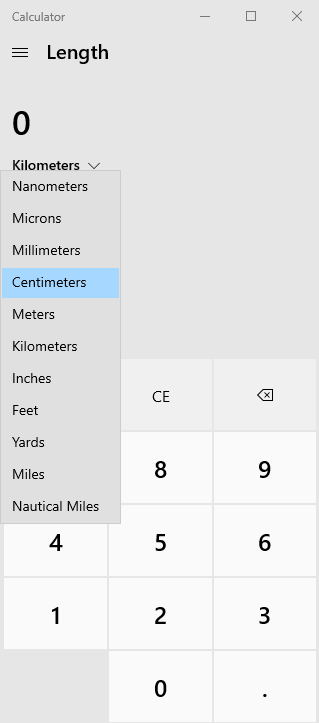 Calculator
Length
0
Kilometers
Nanometers
Microns
Millimeters
Centimeters
Meters
Kilometers
Inches
Feet
Yards
Miles
Nautical Miles
CE
8 9
4 5 6
1 2 3
0 .